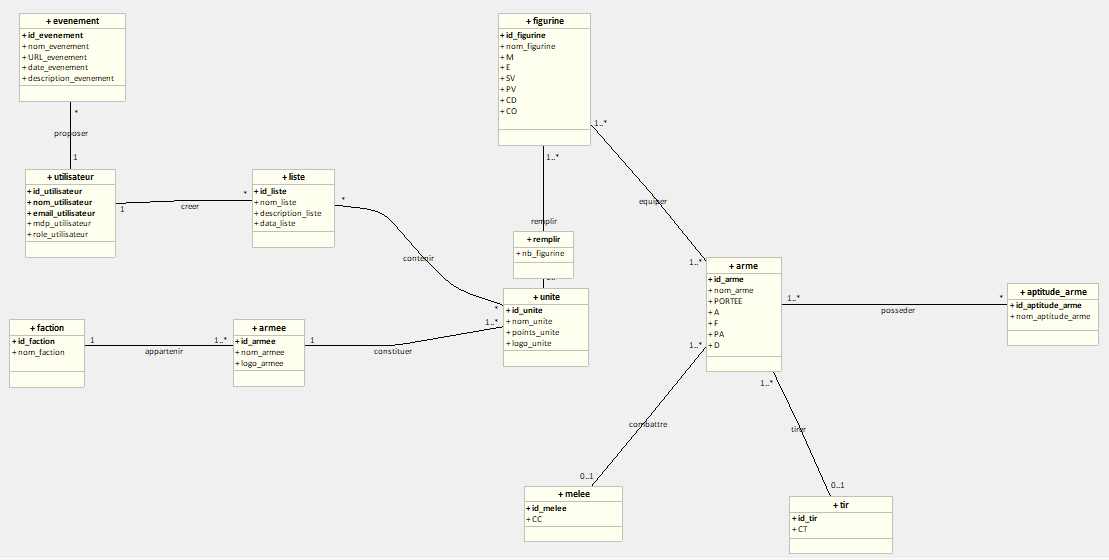 + evenement
+ id_evenement
+ nom_evenement
+ URL_evenement
+ date_evenement
+ description_evenement
*
proposer
1
+ utilisateur
+ id_utilisateur
+ nom_utilisateur
+ email_utilisateur
+ mdp_utilisateur
+ role_utilisateur
1
creer
*
+ liste
+ id_liste
+ nom_liste
+ description_liste
+ data_liste
*
contenir
*
+ figurine
+ id_figurine
+ nom_figurine
+ M
+ E
+ SV
+ PV
+ CD
+ CO
1..*
remplir
+ remplir
+ nb_figurine
1..*
equiper
1..*
+ unite
+ id_unite
+ nom_unite
+ points_unite
+ logo_unite
+ faction
+ id_faction
+ nom_faction
1
appartenir
1..*
+ armee
+ id_armee
+ nom_armee
+ logo_armee
1
constituer
1..*
+ arme
+ id_arme
+ nom_arme
+ PORTEE
+ A
+ F
+ PA
+ D
1..*
posseder
*
+ aptitude_arme
+ id_aptitude_arme
+ nom_aptitude_arme
1..*
combattre
0..1
+ melee
+ id_melee
+ CC
1..*
tirer
0..1
+ tir
+ id_tir
+ CT